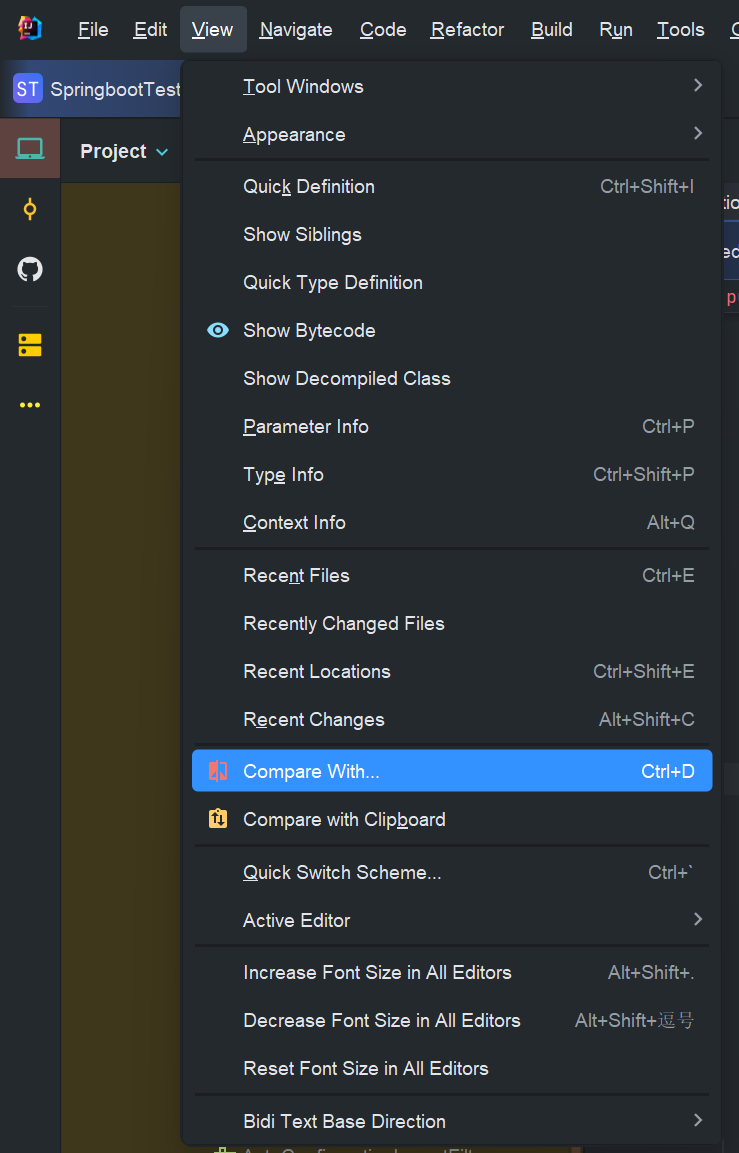 File Edit View Navigate Code Refactor Build Run Tools
ST SpringbootTest
Project
Tool Windows
Appearance
Quick Definition Ctrl+Shift+I
Show Siblings
Quick Type Definition
Show Bytecode
Show Decompiled Class
Parameter Info Ctrl+P
Type Info Ctrl+Shift+P
Context Info Alt+Q
Recent Files Ctrl+E
Recently Changed Files
Recent Locations Ctrl+Shift+E
Recent Changes Alt+Shift+C
Compare With... Ctrl+D
Compare with Clipboard
Quick Switch Scheme... Ctrl+`
Active Editor
Increase Font Size in All Editors Alt+Shift+.
Decrease Font Size in All Editors Alt+Shift+逗号
Reset Font Size in All Editors
Bidi Text Base Direction